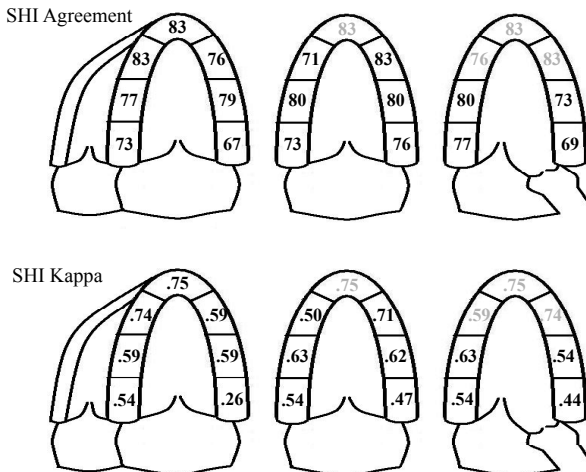 SHI Agreement
83 83 83
83 76 71 83 76 83
77 79 80 80 80 73
73 67 73 76 77 69
SHI Kappa
.75 .75 .75
.74 .59 .50 .71 .59 .74
.59 .59 .63 .62 .63 .54
.54 .26 .54 .47 .54 .44